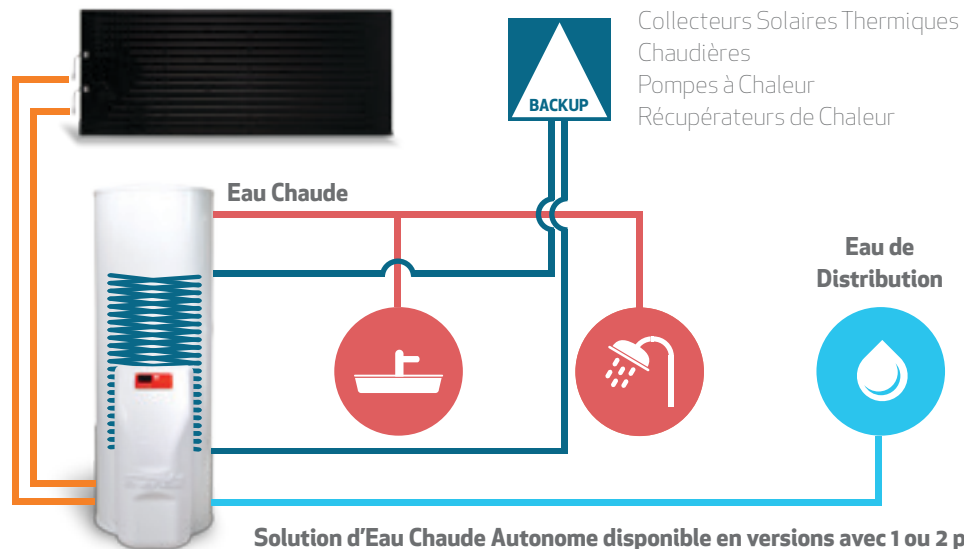 Collecteurs Solaires Thermiques
Chaudières
Pompes à Chaleur
Récupérateurs de Chaleur
BACKUP
Eau Chaude
Eau de
Distribution
Solution d'Eau Chaude Autonome disponible en versions avec 1 ou 2 p